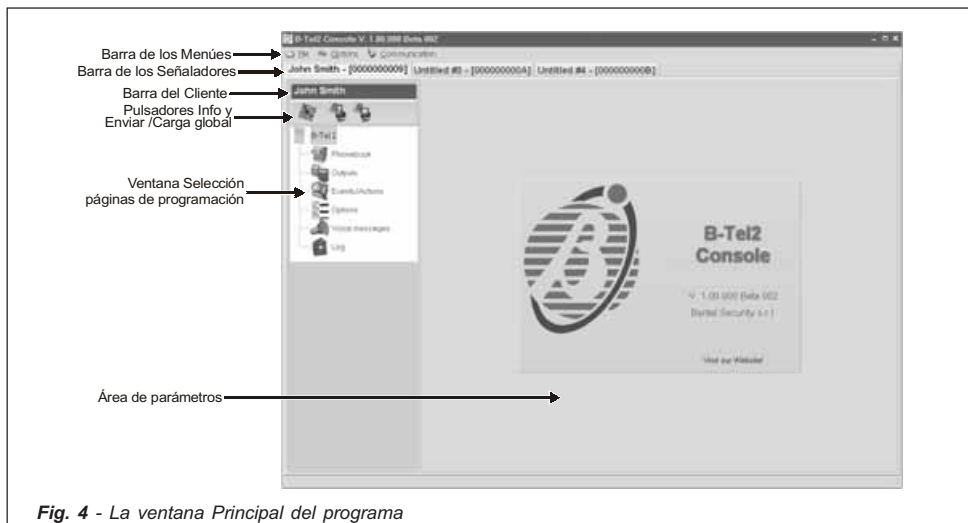 B-Tel2 Console V. 1.00.000 Beta 002
Barra de los Menúes
File Options Communication
Barra de los Señaladores
John Smith - [0000000009] Untitled #3 - [000000000A] Untitled #4 - [000000000B]
Barra del Cliente
John Smith
Pulsadores Info y
Enviar /Carga global
B-Tel2
Phonebook
Outputs
Ventana Selección
páginas de programación
Events/Actions
Options
Voice messages
Log
B-Tel2
Console
V. 1.00.000 Beta 002
Bentel Security s.r.l.
Visit our Website!
Área de parámetros
Fig. 4 - La ventana Principal del programa